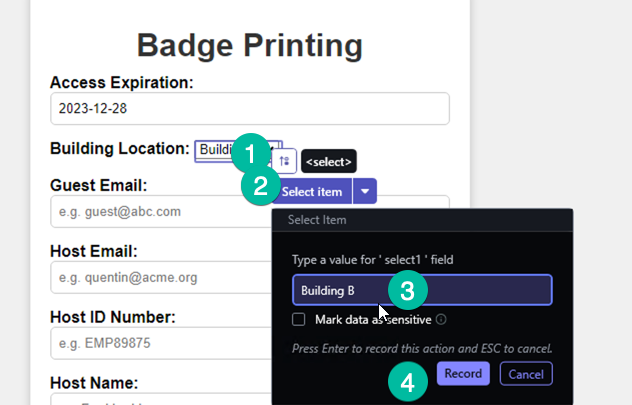 Badge Printing
Access Expiration:
2023-12-28
Building Location:
1
<select>
Guest Email:
2
Select item
e.g. guest@abc.com
Select Item
Host Email:
Type a value for ' select1 ' field
e.g. quentin@acme.org
Building B
3
Host ID Number:
Mark data as sensitive
e.g. EMP89875
Press Enter to record this action and ESC to cancel.
4
Record
Cancel
Host Name: